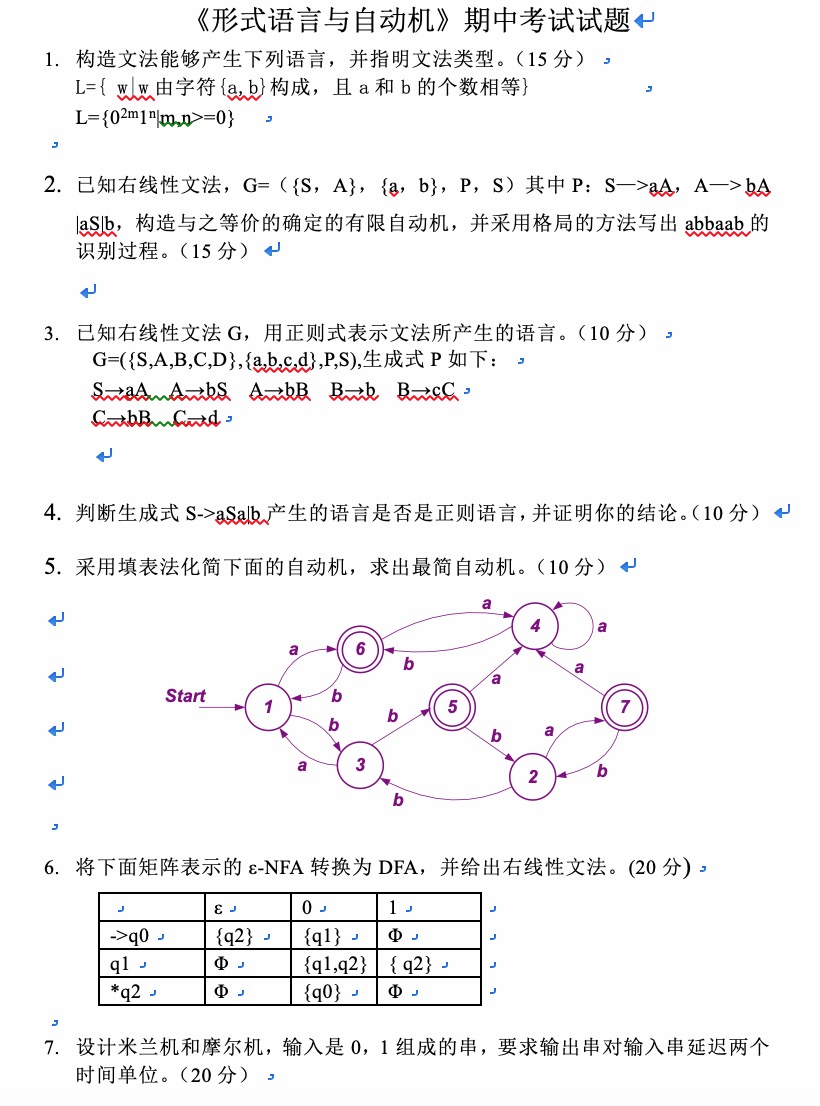 《形式语言与自动机》期中考试试题
1. 构造文法能够产生下列语言，并指明文法类型。（15 分）
L={ w|w 由字符{a,b}构成，且 a 和 b 的个数相等}
L={0²ᵐ1ⁿ|m,n>=0}
2. 已知右线性文法，G=（{S，A}，{a，b}，P，S）其中 P：S—>aA，A—>bA
|aS|b，构造与之等价的确定的有限自动机，并采用格局的方法写出 abbaab 的
识别过程。（15 分）
3. 已知右线性文法 G，用正则式表示文法所产生的语言。（10 分）
G=({S,A,B,C,D},{a,b,c,d},P,S),生成式 P 如下：
S→aA A→bS A→bB B→b B→cC
C→bB C→d
4. 判断生成式 S->aSa|b 产生的语言是否是正则语言，并证明你的结论。（10 分）
5. 采用填表法化简下面的自动机，求出最简自动机。（10 分）
a
4
a
a
6
b
a
Start
b
a
1
b
b
5
7
b
a
a
3
2
b
b
6. 将下面矩阵表示的 ε-NFA 转换为 DFA，并给出右线性文法。(20 分)
ε 0 1
->q0 {q2} {q1} Φ
q1 Φ {q1,q2} { q2}
*q2 Φ {q0} Φ
7. 设计米兰机和摩尔机，输入是 0，1 组成的串，要求输出串对输入串延迟两个
时间单位。（20 分）